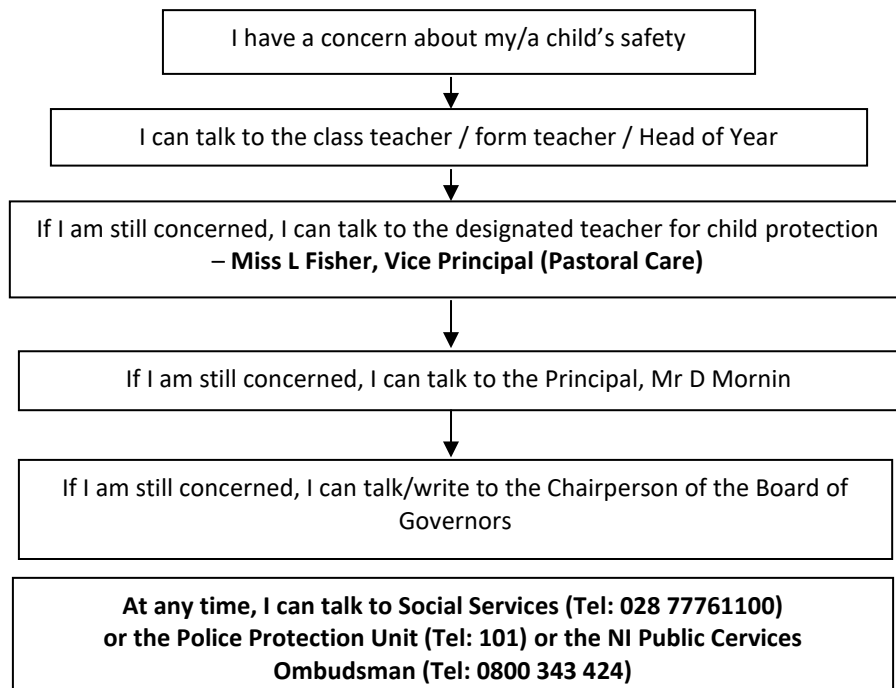 I have a concern about my/a child’s safety
I can talk to the class teacher / form teacher / Head of Year
If I am still concerned, I can talk to the designated teacher for child protection
– Miss L Fisher, Vice Principal (Pastoral Care)
If I am still concerned, I can talk to the Principal, Mr D Mornin
If I am still concerned, I can talk/write to the Chairperson of the Board of
Governors
At any time, I can talk to Social Services (Tel: 028 77761100)
or the Police Protection Unit (Tel: 101) or the NI Public Cervices
Ombudsman (Tel: 0800 343 424)